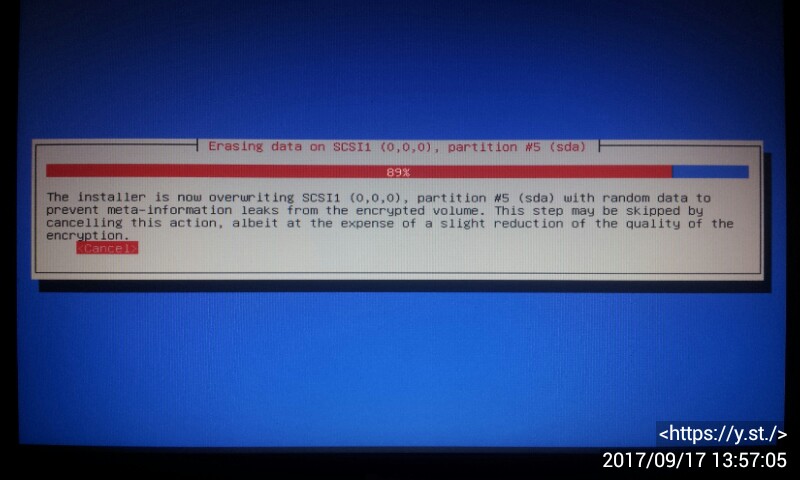 Erasing data on SCSI1 (0,0,0), partition #5 (sda)
89%
The installer is now overwriting SCSI1 (0,0,0), partition #5 (sda) with random data to
prevent meta-information leaks from the encrypted volume. This step may be skipped by
cancelling this action, albeit at the expense of a slight reduction of the quality of the
encryption.
<Cancel>
<https://y.st./>
2017/09/17 13:57:05